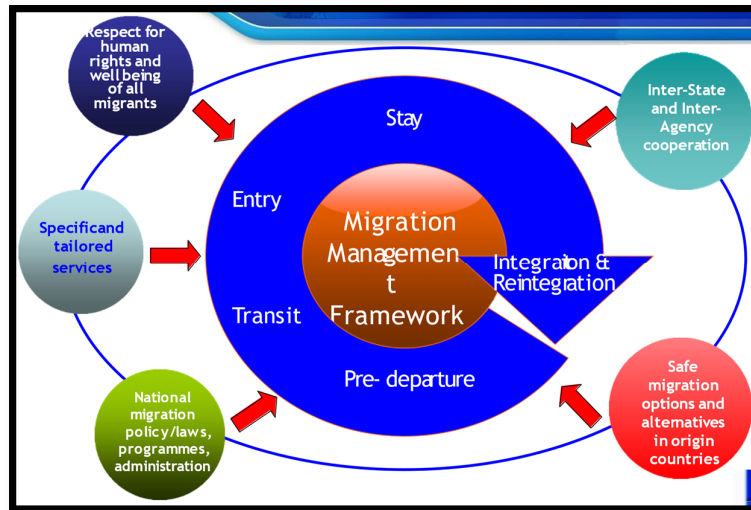 Respect for
human
rights and
well being
of all
migrants
Stay
Inter-State
and Inter-
Agency
cooperation
Entry
Specificand
tailored
services
Migration
Managemen
t
Framework
Integration &
Reintegration
Transit
Pre- departure
National
migration
policy/laws,
programmes,
administration
Safe
migration
options and
alternatives
in origin
countries